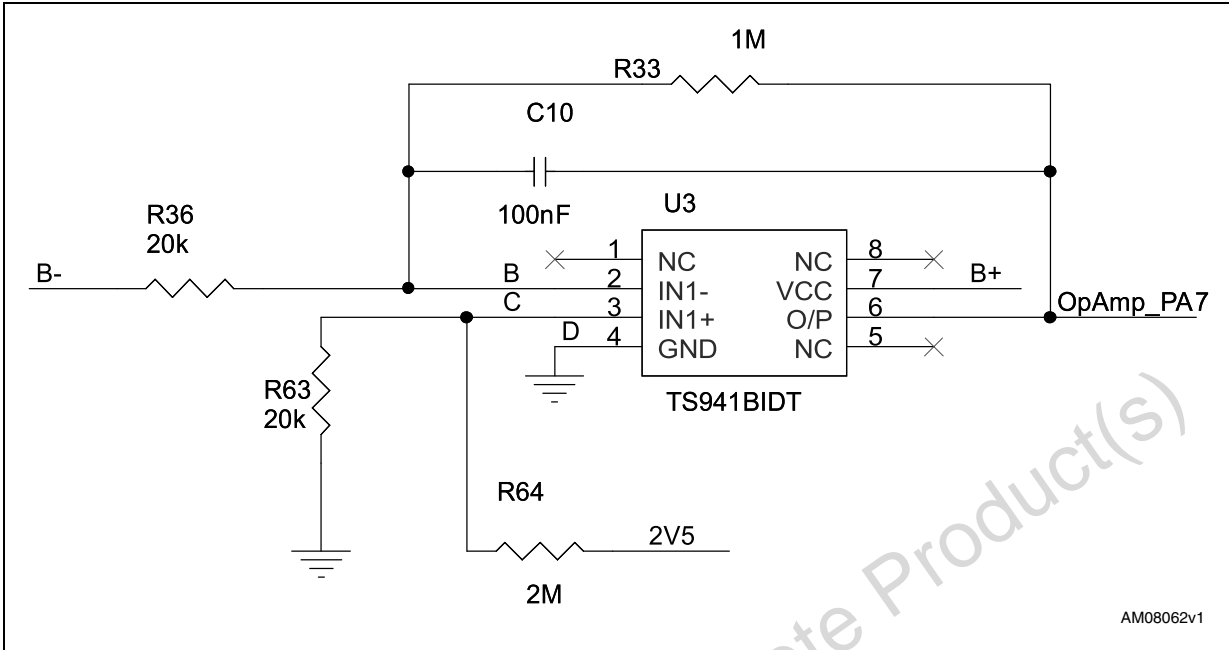 1M
R33
C10
100nF
U3
R36
20k
B-
B
C
D
1
2
3
4
NC
IN1-
IN1+
GND
NC
VCC
O/P
NC
8
7
6
5
B+
OpAmp_PA7
TS941BIDT
R63
20k
R64
2V5
2M
Product(s)
AM08062v1